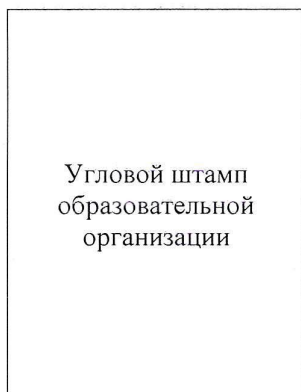 Угловой штамп
образовательной
организации